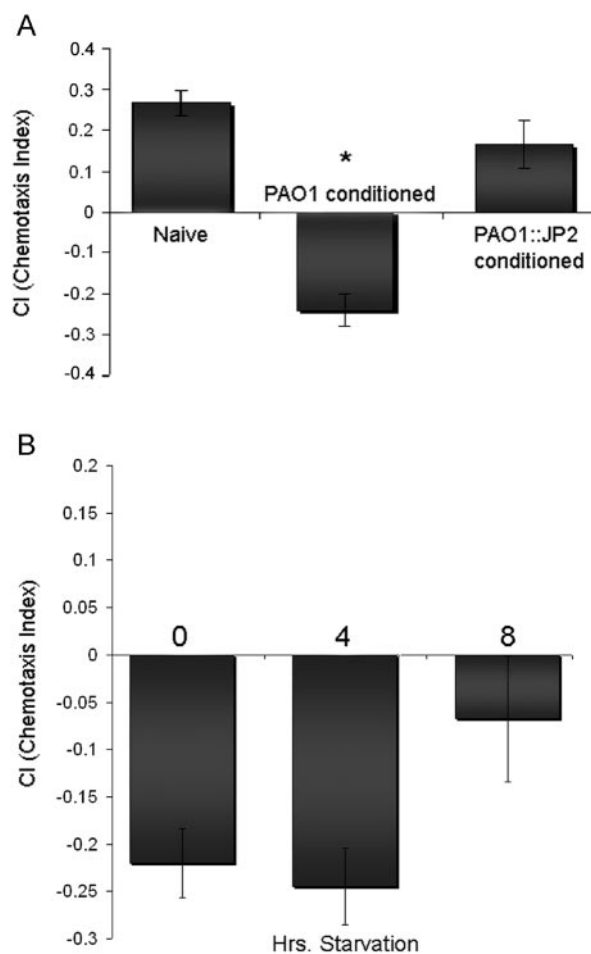 A
CI (Chemotaxis Index)
0.4
0.3
0.2
0.1
0
-0.1
-0.2
-0.3
-0.4
*
Naive
PAO1 conditioned
PAO1::JP2
conditioned
B
CI (Chemotaxis Index)
0.2
0.15
0.1
0.05
0
-0.05
-0.1
-0.15
-0.2
-0.25
-0.3
0
4
8
Hrs. Starvation